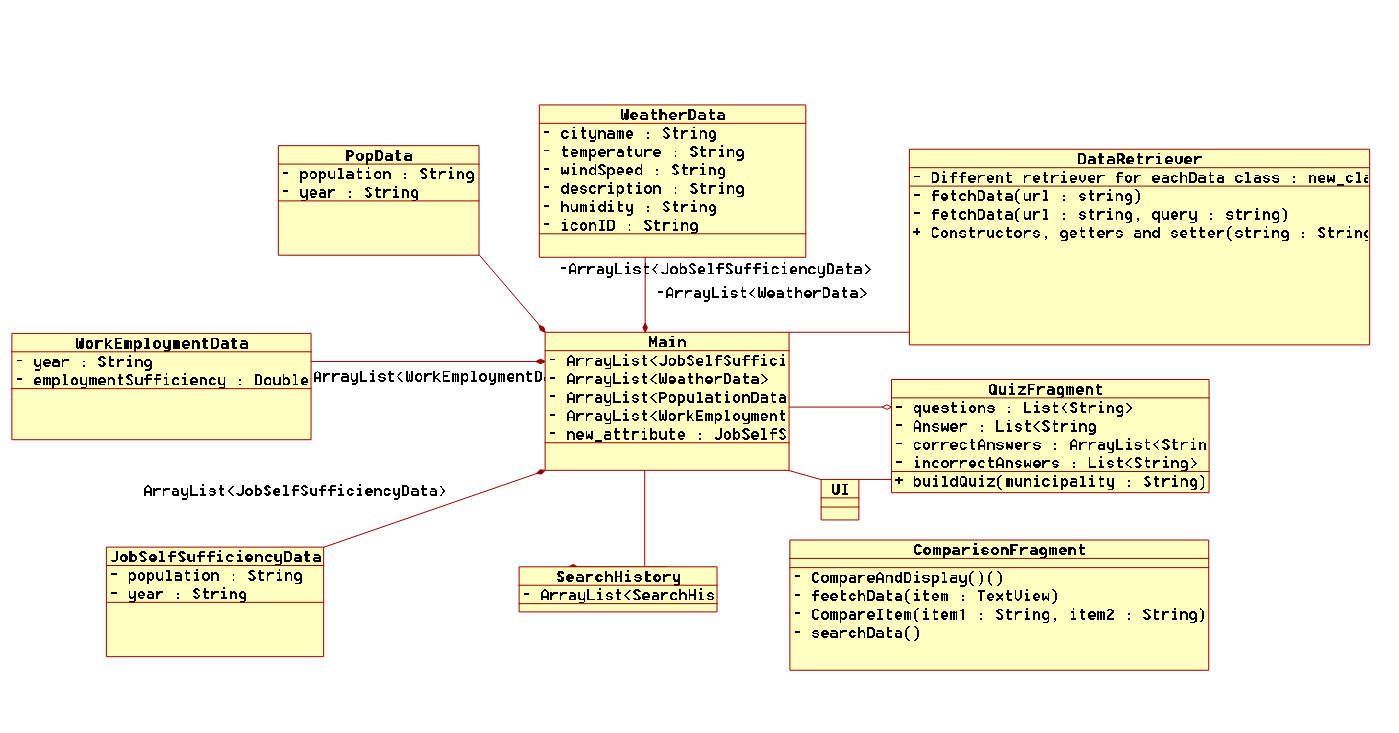 WeatherData
- cityname : String
- temperature : String
- windSpeed : String
- description : String
- humidity : String
- iconID : String
PopData
- population : String
- year : String
DataRetriever
- Different retriever for eachData class : new_cla
- fetchData(url : string)
- fetchData(url : string, query : string)
+ Constructors, getters and setter(string : String
-ArrayList<JobSelfSufficiencyData>
-ArrayList<WeatherData>
WorkEmploymentData
- year : String
- employmentSufficiency : Double
ArrayList<WorkEmploymentD
Main
- ArrayList<JobSelfSuffici
- ArrayList<WeatherData>
- ArrayList<PopulationData
- ArrayList<WorkEmployment
- new_attribute : JobSelfS
QuizFragment
- questions : List<String>
- Answer : List<String
- correctAnswers : ArrayList<Strin
- incorrectAnswers : List<String>
+ buildQuiz(municipality : String)
UI
ArrayList<JobSelfSufficiencyData>
JobSelfSufficiencyData
- population : String
- year : String
SearchHistory
- ArrayList<SearchHis
ComparisonFragment
- CompareAndDisplay()()
- feetchData(item : TextView)
- CompareItem(item1 : String, item2 : String)
- searchData()